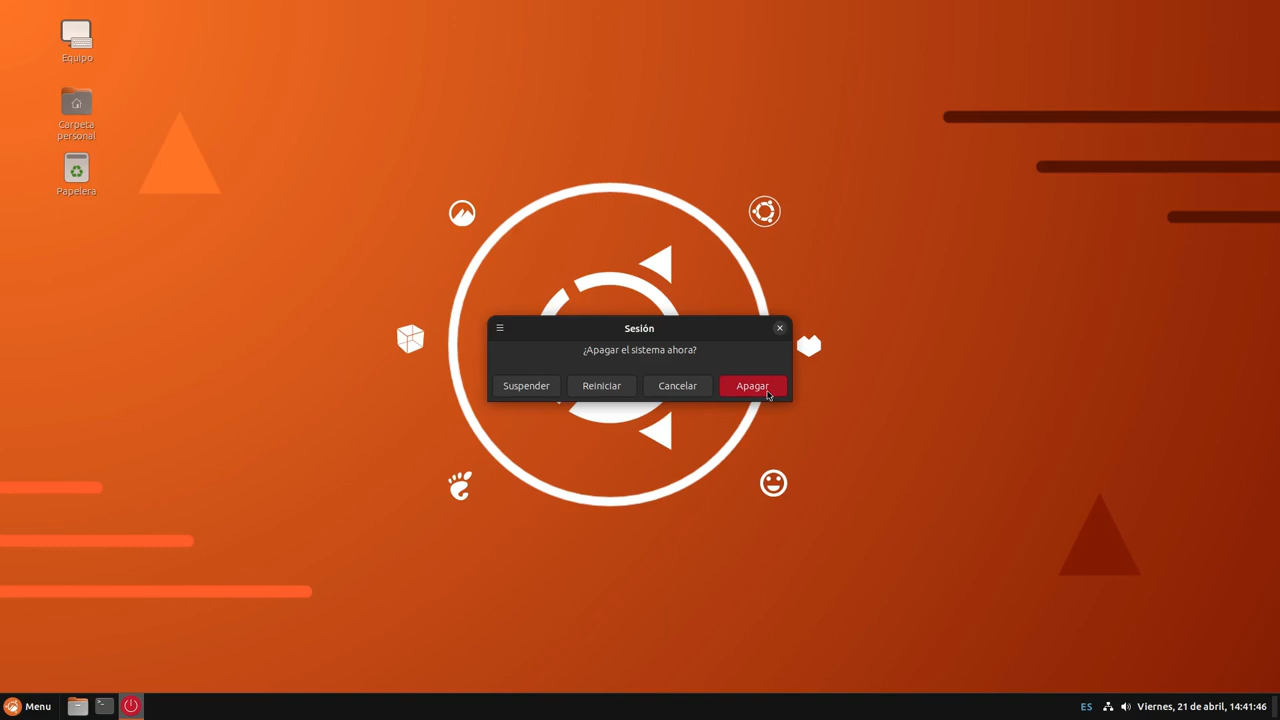 Equipo
Carpeta
personal
Papelera
Sesión
¿Apagar el sistema ahora?
Suspender
Reiniciar
Cancelar
Apagar
Menu
ES
Viernes, 21 de abril, 14:41:46